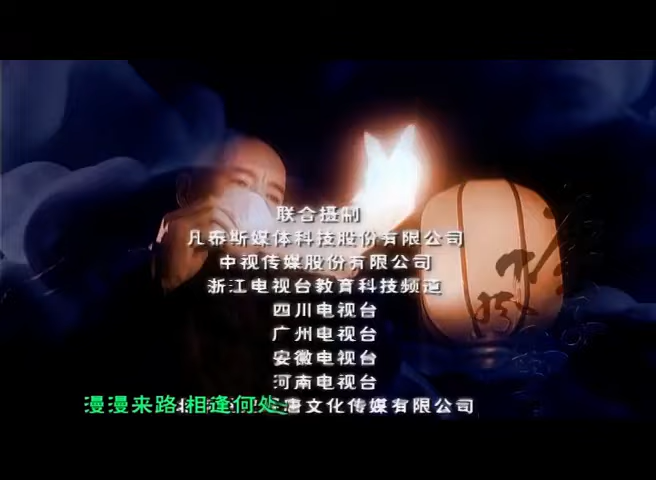 联合摄制
凡泰斯媒体科技股份有限公司
中视传媒股份有限公司
浙江电视台教育科技频道
四川电视台
广州电视台
安徽电视台
河南电视台
漫漫来路 相逢何处
唐文化传媒有限公司